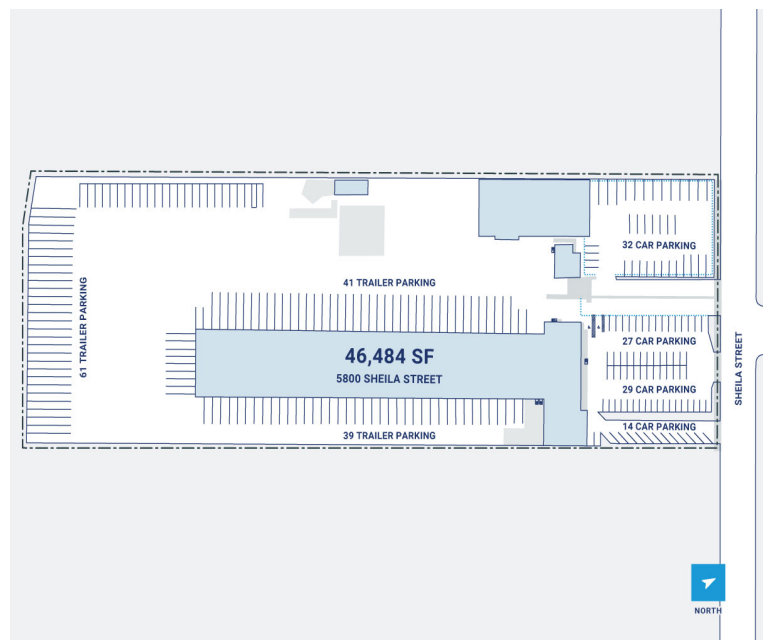 32 CAR PARKING
41 TRAILER PARKING
61 TRAILER PARKING
27 CAR PARKING
46,484 SF
SHEILA STREET
5800 SHEILA STREET
29 CAR PARKING
14 CAR PARKING
39 TRAILER PARKING
NORTH